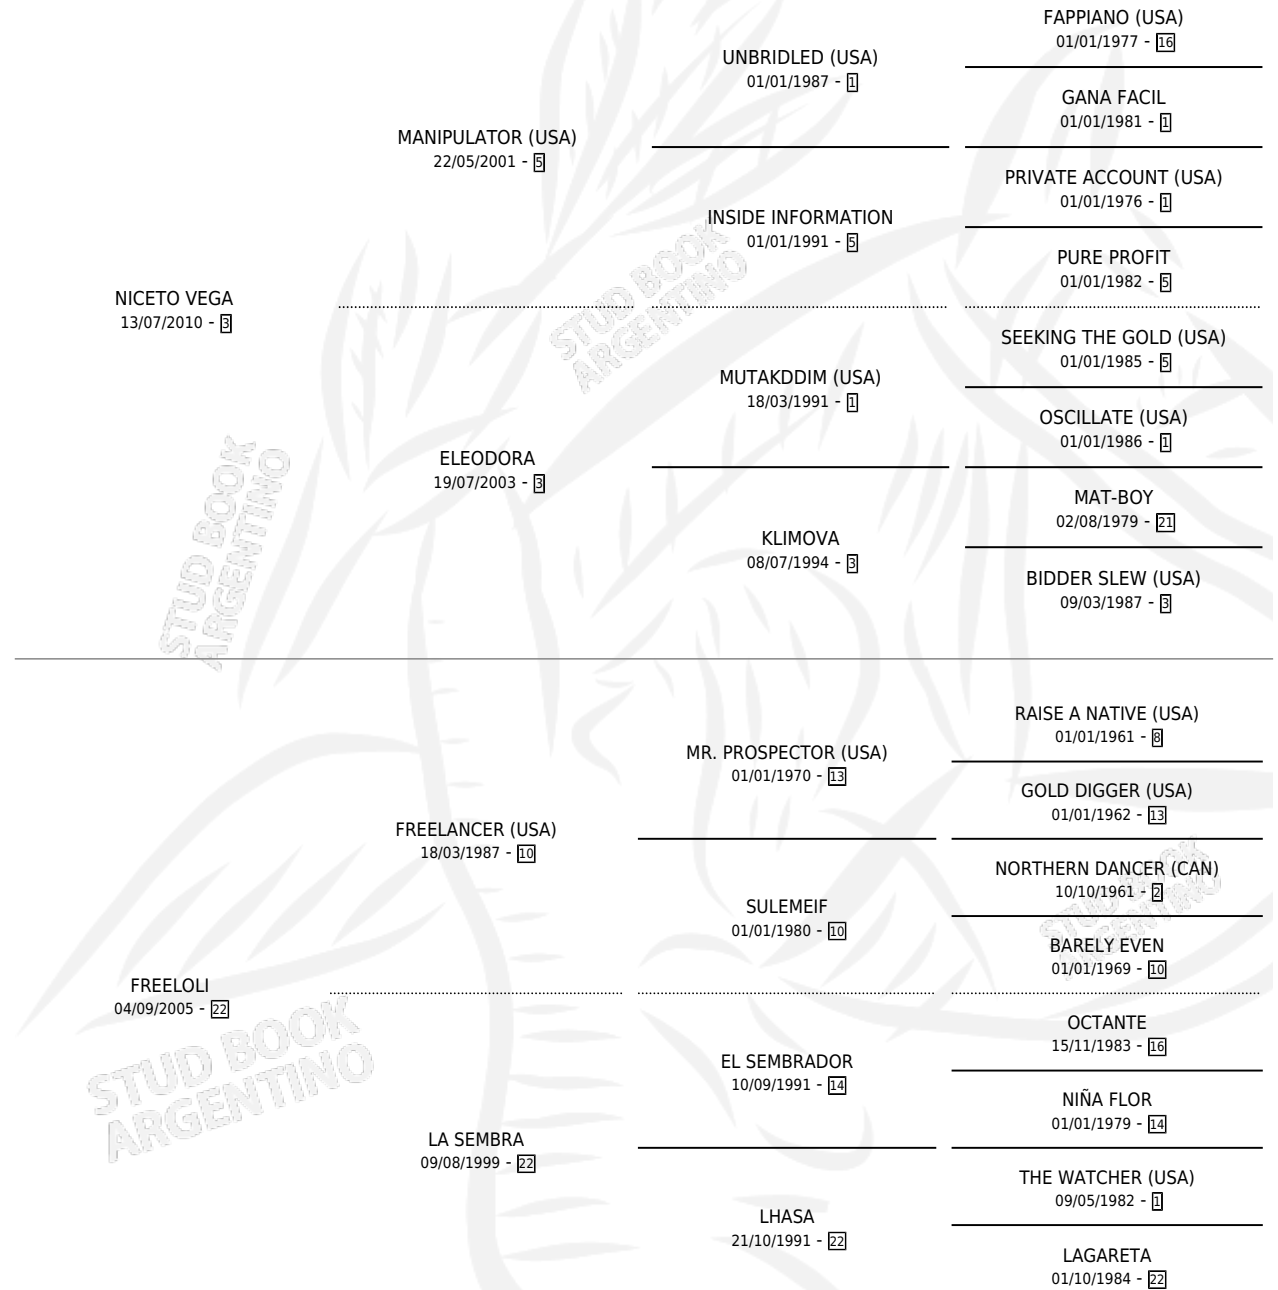 FAPPIANO (USA)
01/01/1977 - 16
UNBRIDLED (USA)
01/01/1987 - 1
GANA FACIL
01/01/1981 - 1
MANIPULATOR (USA)
22/05/2001 - 5
PRIVATE ACCOUNT (USA)
01/01/1976 - 1
INSIDE INFORMATION
01/01/1991 - 5
PURE PROFIT
01/01/1982 - 5
NICETO VEGA
13/07/2010 - 3
SEEKING THE GOLD (USA)
01/01/1985 - 5
MUTAKDDIM (USA)
18/03/1991 - 1
OSCILLATE (USA)
01/01/1986 - 1
ELEODORA
19/07/2003 - 3
MAT-BOY
02/08/1979 - 21
KLIMOVA
08/07/1994 - 3
BIDDER SLEW (USA)
09/03/1987 - 3
STUD BOOK
ARGENTINO
STUD BOOK
ARGENTINO
RAISE A NATIVE (USA)
01/01/1961 - 8
MR. PROSPECTOR (USA)
01/01/1970 - 13
GOLD DIGGER (USA)
01/01/1962 - 13
FREELANCER (USA)
18/03/1987 - 10
NORTHERN DANCER (CAN)
10/10/1961 - 2
SULEMEIF
01/01/1980 - 10
BARELY EVEN
01/01/1969 - 10
FREELOLI
04/09/2005 - 22
OCTANTE
15/11/1983 - 16
EL SEMBRADOR
10/09/1991 - 14
NIÑA FLOR
01/01/1979 - 14
LA SEMBRA
09/08/1999 - 22
THE WATCHER (USA)
09/05/1982 - 1
LHASA
21/10/1991 - 22
LAGARETA
01/10/1984 - 22
STUD BOOK
ARGENTINO
STUD BOOK
ARGENTINO